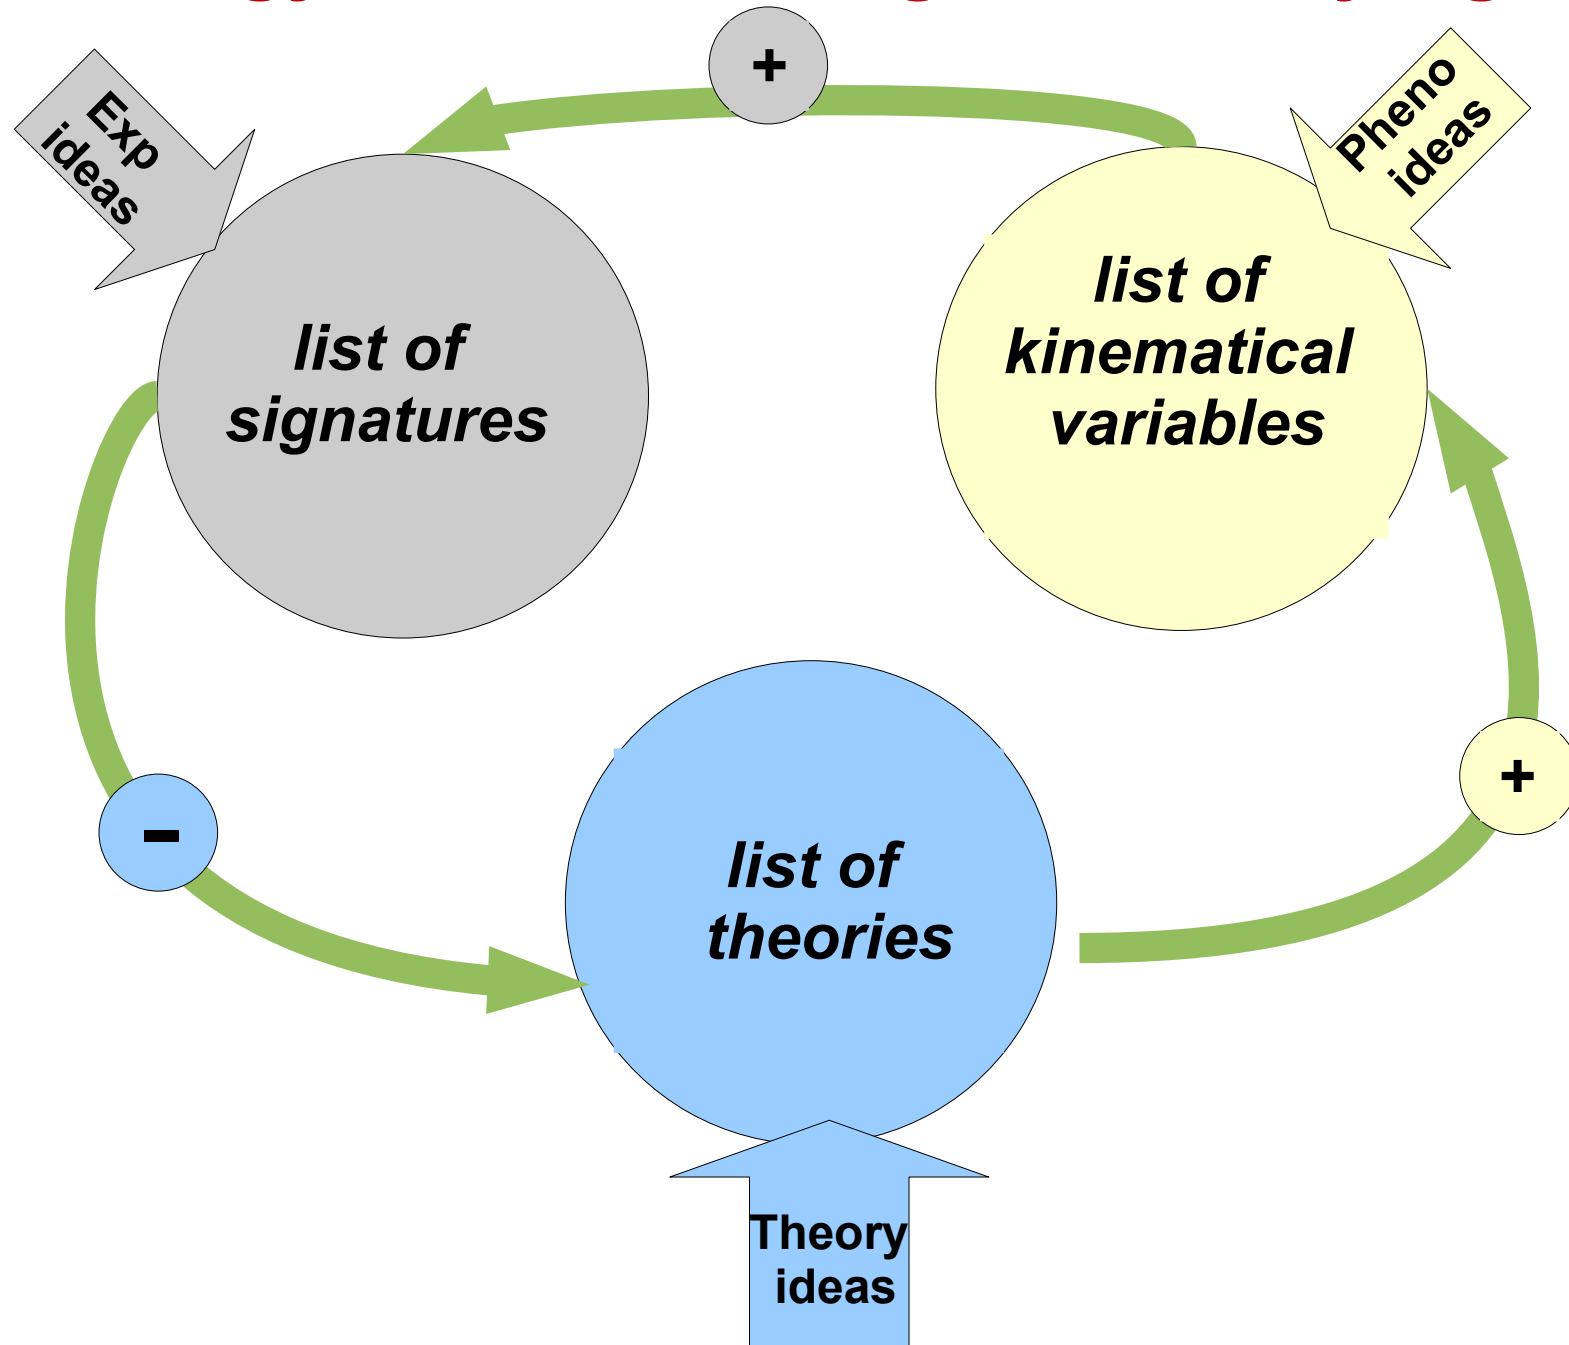 +
Exp
ideas
Pheno
ideas
list of
signatures
list of
kinematical
variables
+
–
list of
theories
Theory
ideas